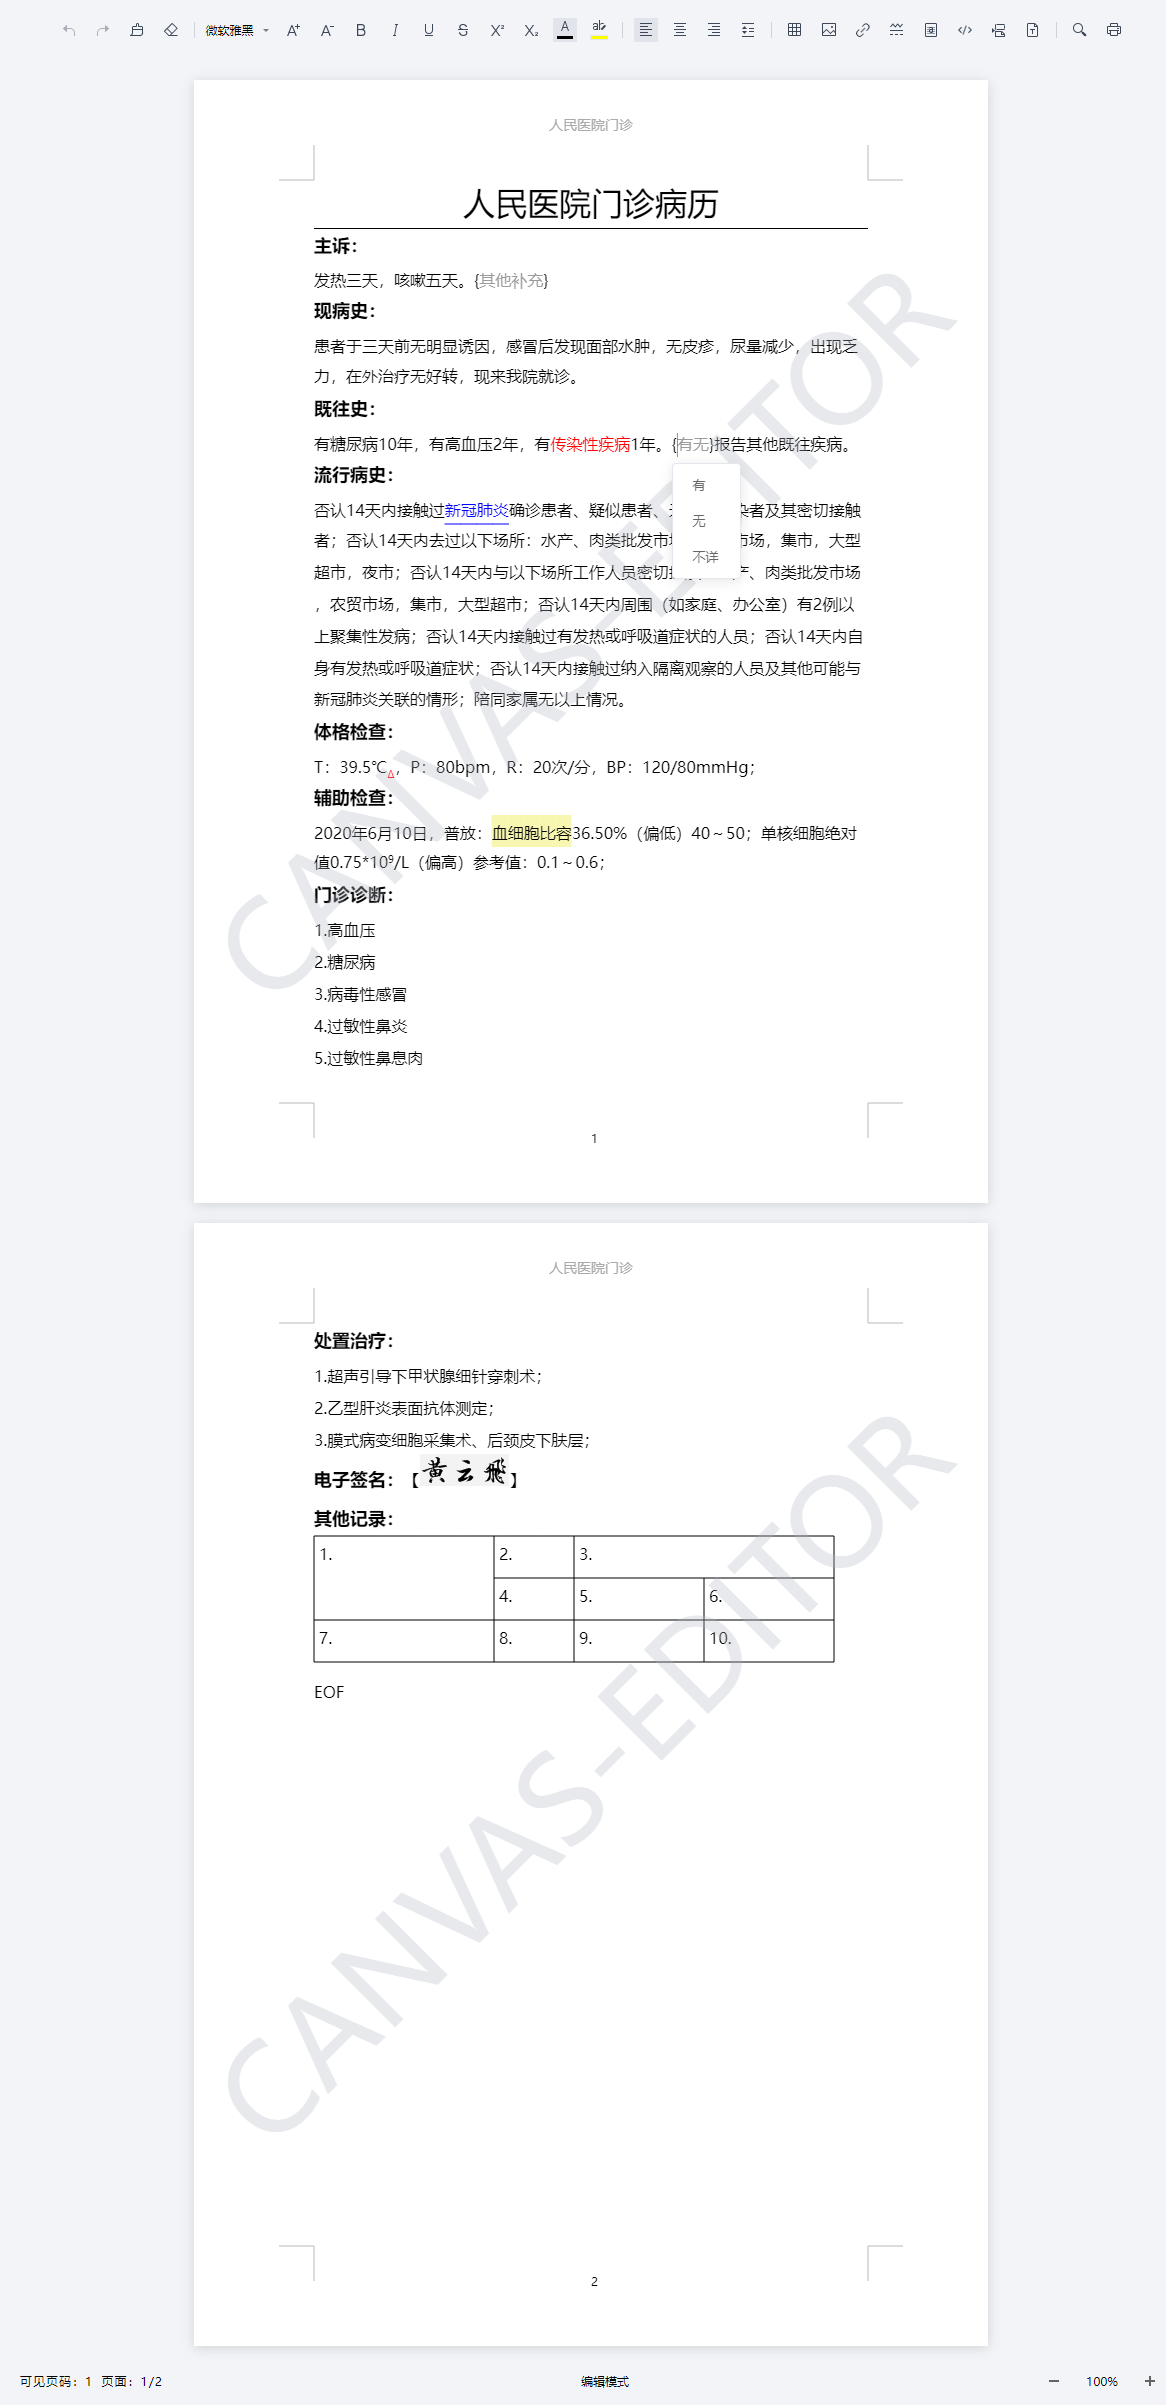 微软雅黑
人民医院门诊
人民医院门诊病历
主诉：
发热三天，咳嗽五天。{其他补充}
现病史：
患者于三天前无明显诱因，感冒后发现面部水肿，无皮疹，尿量减少，出现乏
力，在外治疗无好转，现来我院就诊。
既往史：
有糖尿病10年，有高血压2年，有传染性疾病1年。{有无}报告其他既往疾病。
有
无
不详
流行病史：
否认14天内接触过新冠肺炎确诊患者、疑似患者、 染者及其密切接触
者；否认14天内去过以下场所：水产、肉类批发市 市场，集市，大型
超市，夜市；否认14天内与以下场所工作人员密切 、肉类批发市场
，农贸市场，集市，大型超市；否认14天内周围（如家庭、办公室）有2例以
上聚集性发病；否认14天内接触过有发热或呼吸道症状的人员；否认14天内自
身有发热或呼吸道症状；否认14天内接触过纳入隔离观察的人员及其他可能与
新冠肺炎关联的情形；陪同家属无以上情况。
体格检查：
T：39.5℃，P：80bpm，R：20次/分，BP：120/80mmHg；
辅助检查：
2020年6月10日，普放：血细胞比容36.50%（偏低）40～50；单核细胞绝对
值0.75*10⁹/L（偏高）参考值：0.1～0.6；
门诊诊断：
1.高血压
2.糖尿病
3.病毒性感冒
4.过敏性鼻炎
5.过敏性鼻息肉
CANVAS-EDITOR
1
人民医院门诊
处置治疗：
1.超声引导下甲状腺细针穿刺术；
2.乙型肝炎表面抗体测定；
3.膜式病变细胞采集术、后颈皮下肤层；
电子签名：【黄云飛】
其他记录：
1. 2. 3.
4. 5. 6.
7. 8. 9. 10.
EOF
CANVAS-EDITOR
2
可见页码：1 页面：1/2 编辑模式 100%